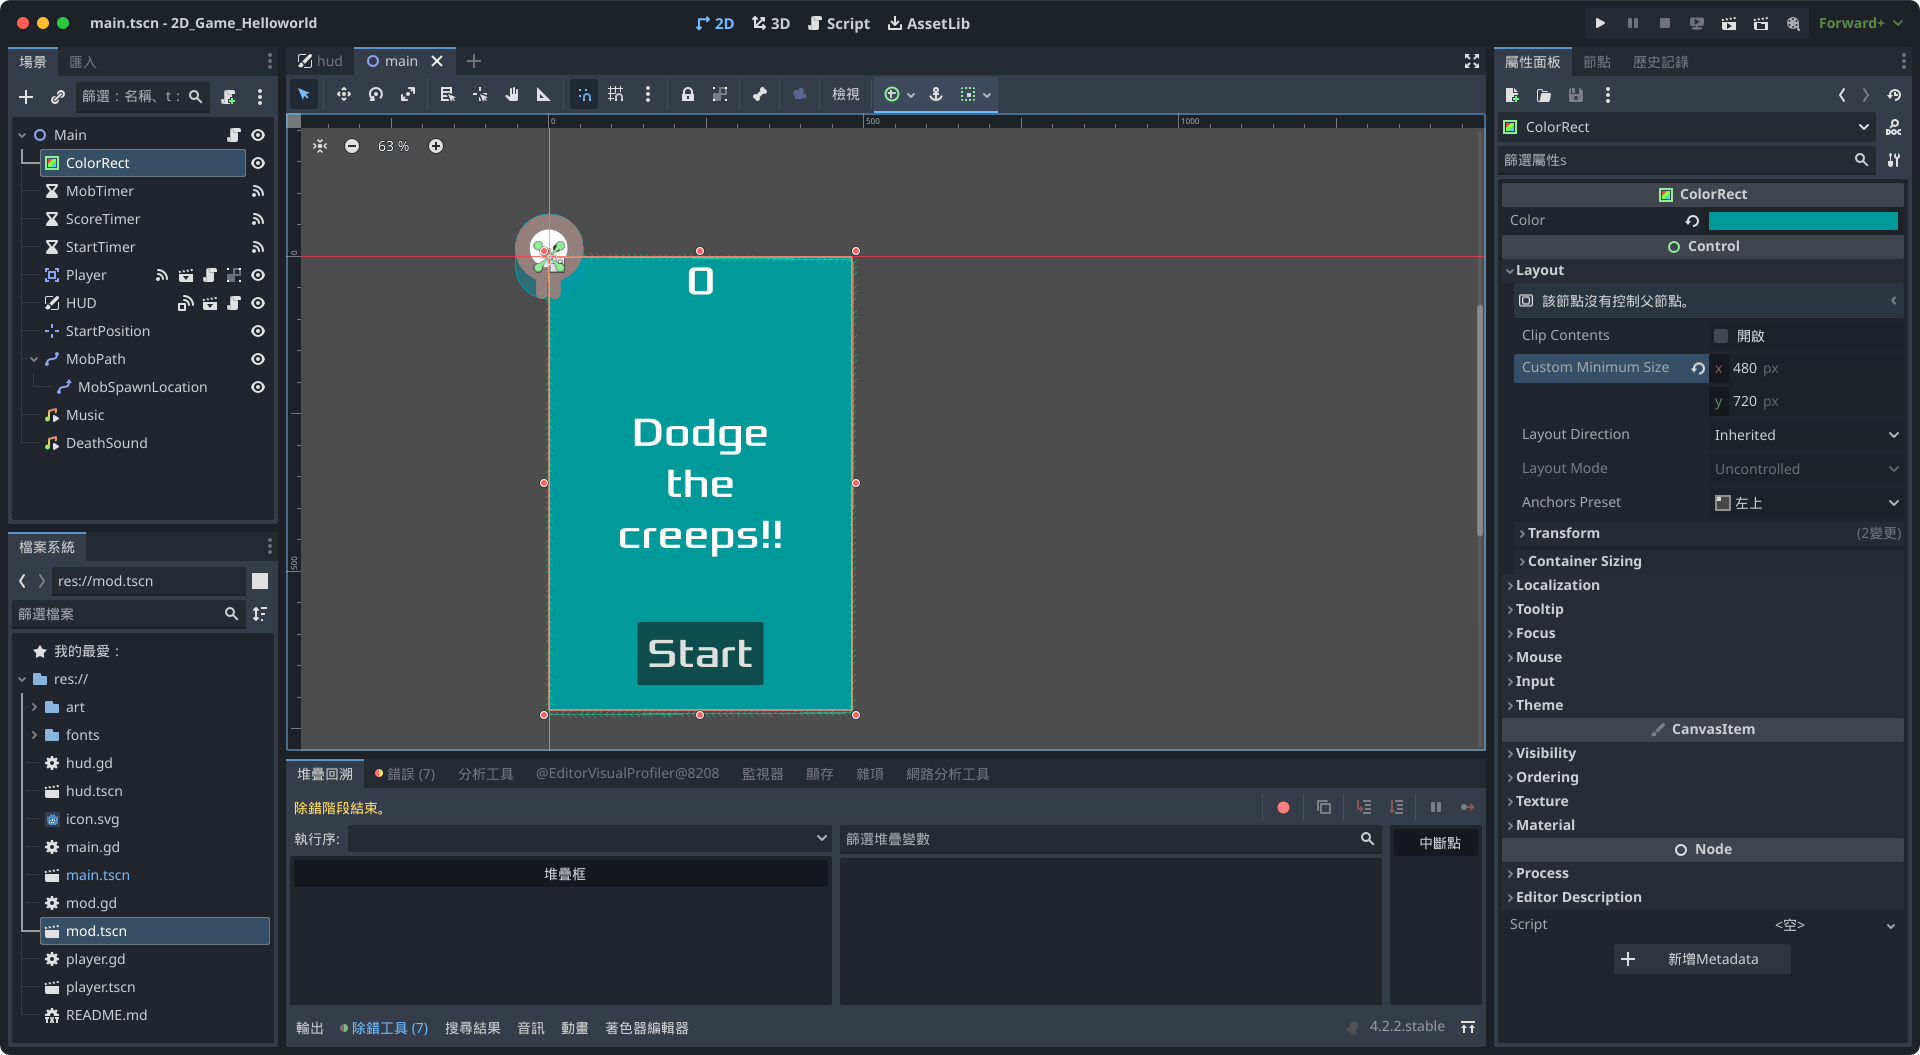 main.tscn - 2D_Game_Helloworld
2D
3D
Script
AssetLib
Forward+
場景
匯入
篩選：名稱、t：
Main
ColorRect
MobTimer
ScoreTimer
StartTimer
Player
HUD
StartPosition
MobPath
MobSpawnLocation
Music
DeathSound
檔案系統
res://mod.tscn
篩選檔案
我的最愛：
res://
art
fonts
hud.gd
hud.tscn
icon.svg
main.gd
main.tscn
mod.gd
mod.tscn
player.gd
player.tscn
README.md
hud
main
檢視
0
500
1000
63 %
0
500
0
Dodge
the
creeps!!
Start
堆疊回溯
錯誤 (7)
分析工具
@EditorVisualProfiler@8208
監視器
顯存
雜項
網路分析工具
除錯階段結束。
執行序:
篩選堆疊變數
中斷點
堆疊框
輸出
除錯工具 (7)
搜尋結果
音訊
動畫
著色器編輯器
4.2.2.stable
屬性面板
節點
歷史記錄
ColorRect
DOC
篩選屬性s
ColorRect
Color
Control
Layout
該節點沒有控制父節點。
Clip Contents
開啟
Custom Minimum Size
x 480 px
y 720 px
Layout Direction
Inherited
Layout Mode
Uncontrolled
Anchors Preset
左上
Transform
(2變更)
Container Sizing
Localization
Tooltip
Focus
Mouse
Input
Theme
CanvasItem
Visibility
Ordering
Texture
Material
Node
Process
Editor Description
Script
<空>
新增Metadata